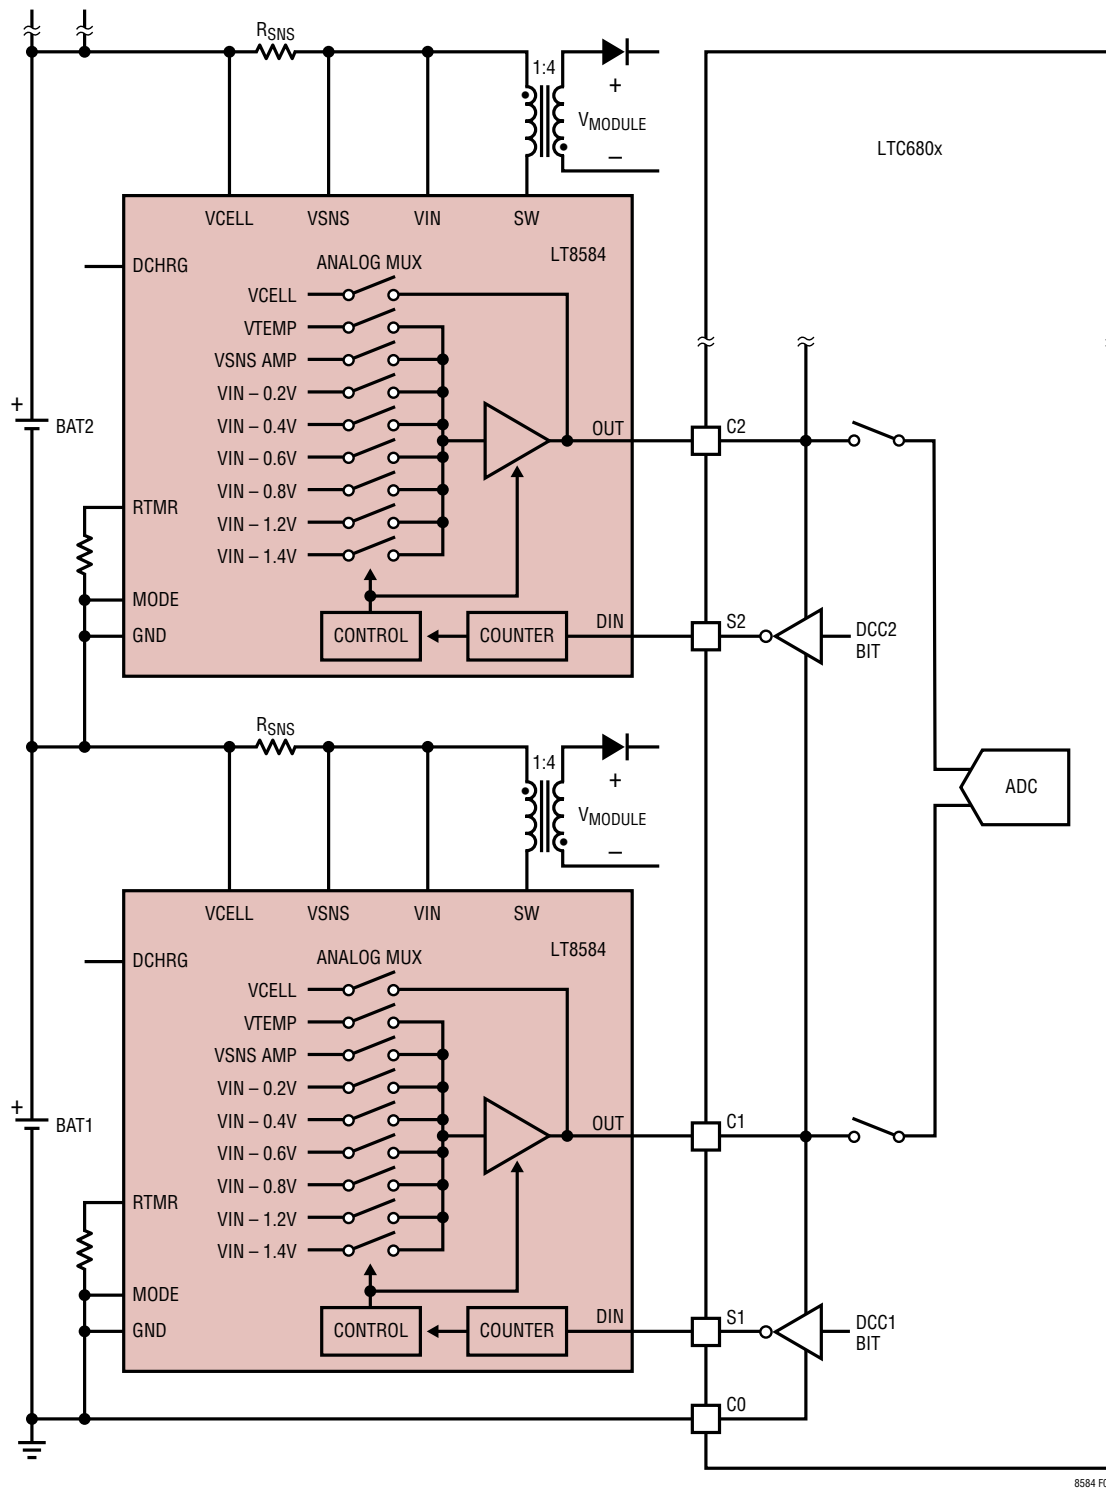 RSNS
1:4
+
VMODULE
–
LTC680x
VCELL VSNS VIN SW
LT8584
DCHRG
ANALOG MUX
VCELL
VTEMP
VSNS AMP
VIN – 0.2V
VIN – 0.4V
VIN – 0.6V
VIN – 0.8V
VIN – 1.2V
VIN – 1.4V
+
BAT2
OUT
C2
RTMR
MODE
GND
CONTROL
COUNTER
DIN
S2
DCC2
BIT
RSNS
1:4
+
VMODULE
–
ADC
VCELL VSNS VIN SW
LT8584
DCHRG
ANALOG MUX
VCELL
VTEMP
VSNS AMP
VIN – 0.2V
VIN – 0.4V
VIN – 0.6V
VIN – 0.8V
VIN – 1.2V
VIN – 1.4V
+
BAT1
OUT
C1
RTMR
MODE
GND
CONTROL
COUNTER
DIN
S1
DCC1
BIT
C0
8584